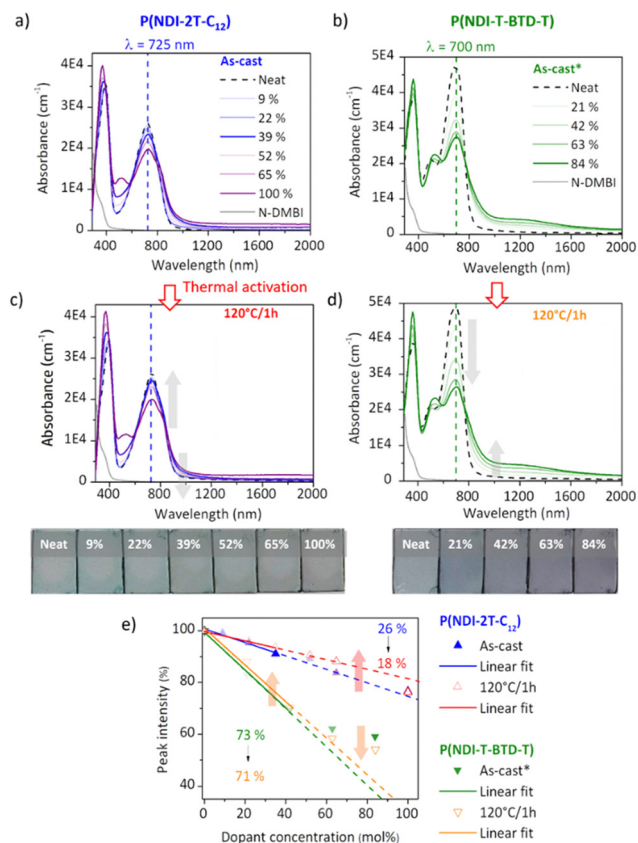 a) P(NDI-2T-C₁₂)
λ = 725 nm
As-cast
Neat
9 %
22 %
39 %
52 %
65 %
100 %
N-DMBI
Absorbance (cm⁻¹)
4E4
3E4
2E4
1E4
0
400 800 1200 1600 2000
Wavelength (nm)
b) P(NDI-T-BTD-T)
λ = 700 nm
As-cast*
Neat
21 %
42 %
63 %
84 %
N-DMBI
Absorbance (cm⁻¹)
5E4
3E4
2E4
1E4
0
400 800 1200 1600 2000
Wavelength (nm)
Thermal activation
c)
120°C/1h
Absorbance (cm⁻¹)
4E4
3E4
1E4
0
400 800 1200 1600 2000
Wavelength (nm)
d)
120°C/1h
Absorbance (cm⁻¹)
5E4
3E4
2E4
1E4
0
400 800 1200 1600 2000
Wavelength (nm)
Neat 9% 22% 39% 52% 65% 100%
Neat 21% 42% 63% 84%
e)
Peak intensity (%)
100
80
60
40
26 %
18 %
73 %
71 %
0 20 40 60 80 100
Dopant concentration (mol%)
P(NDI-2T-C₁₂)
As-cast
Linear fit
120°C/1h
Linear fit
P(NDI-T-BTD-T)
As-cast*
Linear fit
120°C/1h
Linear fit